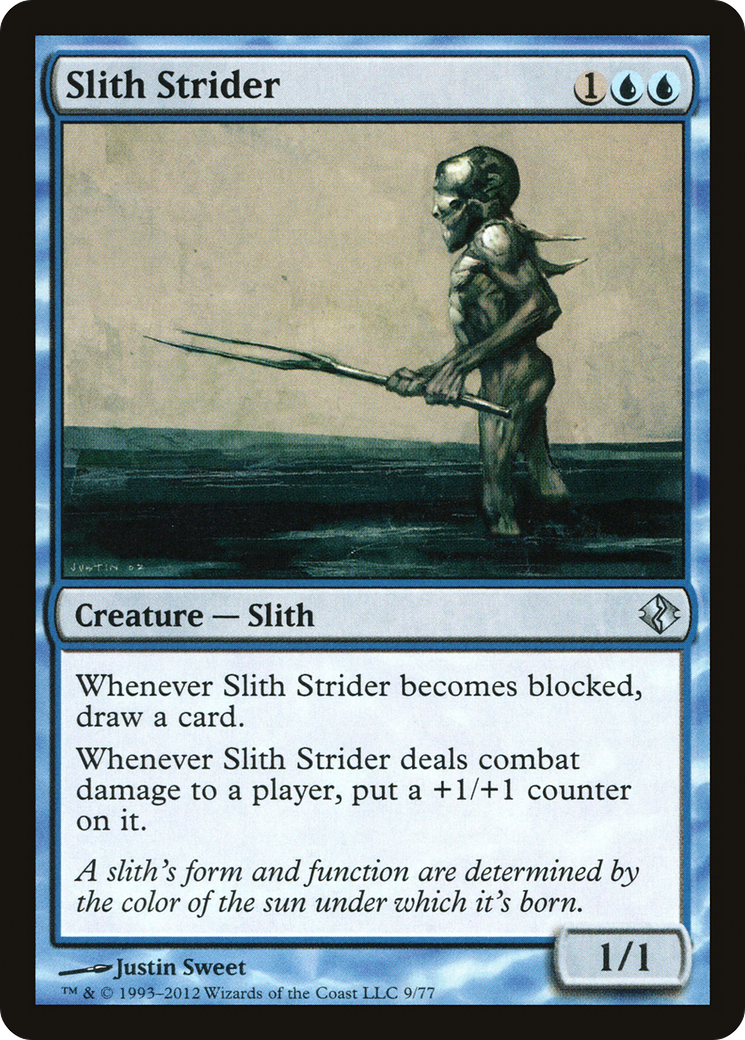 Slith Strider
1
JUSTIN 02
Creature — Slith
Whenever Slith Strider becomes blocked,
draw a card.
Whenever Slith Strider deals combat
damage to a player, put a +1/+1 counter
on it.
A slith's form and function are determined by
the color of the sun under which it's born.
1/1
Justin Sweet
™ & © 1993–2012 Wizards of the Coast LLC 9/77